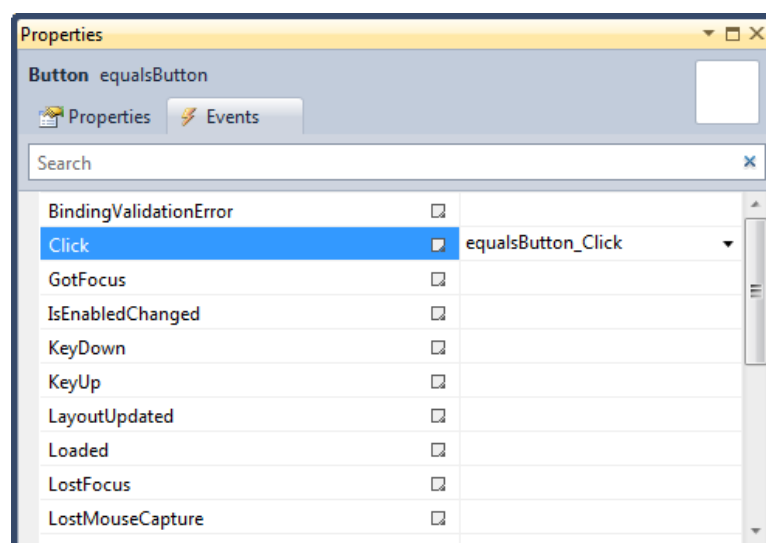 Properties
Button equalsButton
Properties Events
Search
BindingValidationError
Click equalsButton_Click
GotFocus
IsEnabledChanged
KeyDown
KeyUp
LayoutUpdated
Loaded
LostFocus
LostMouseCapture